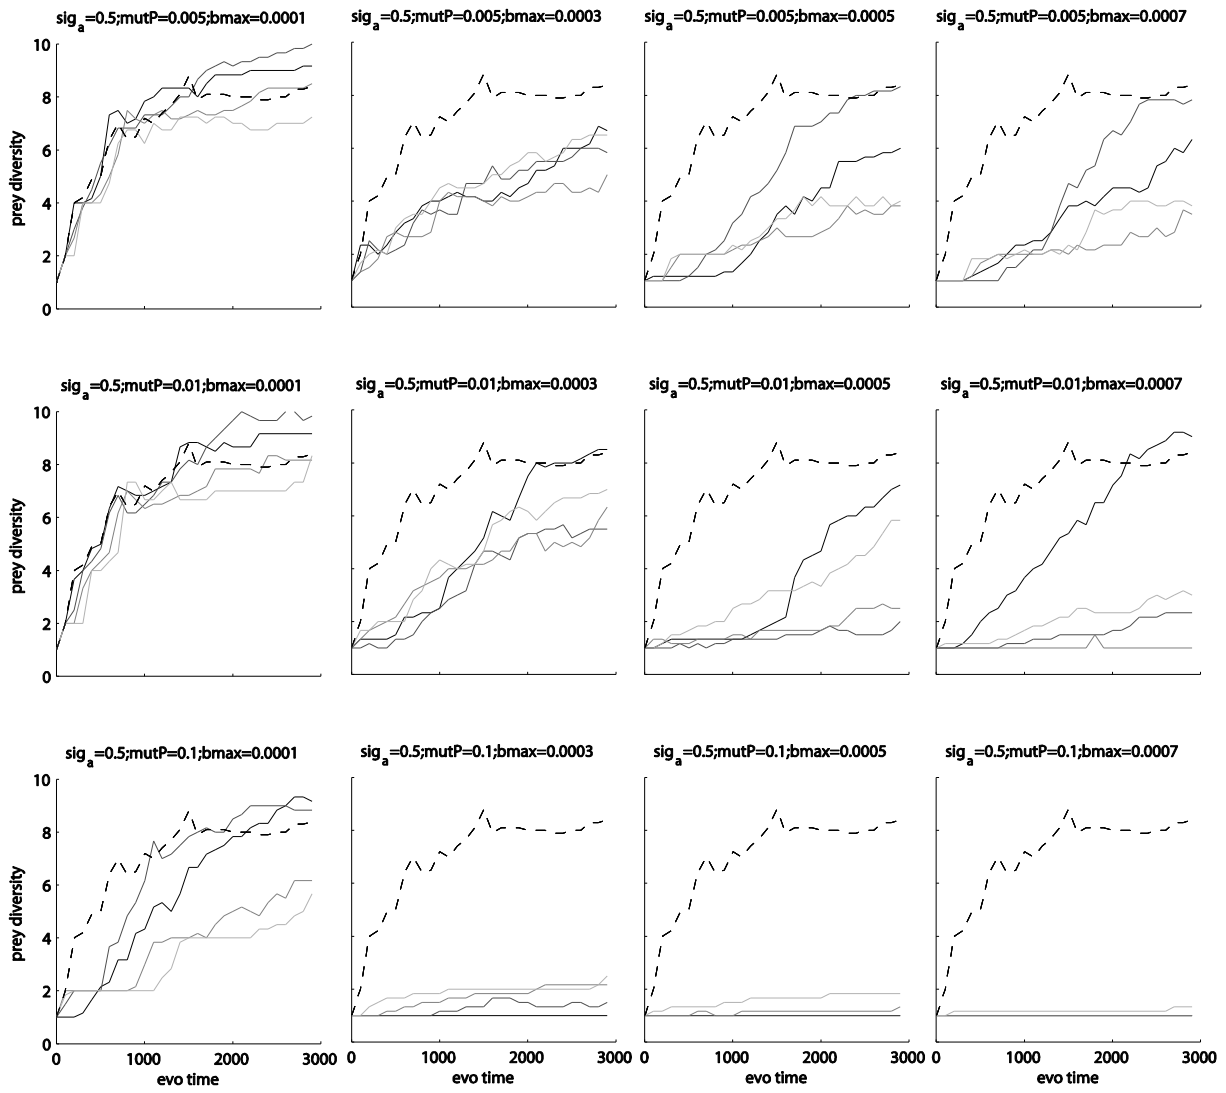 sig_a=0.5;mutP=0.005;bmax=0.0001
sig_a=0.5;mutP=0.005;bmax=0.0003
sig_a=0.5;mutP=0.005;bmax=0.0005
sig_a=0.5;mutP=0.005;bmax=0.0007
10
8
6
4
2
0
prey diversity
sig_a=0.5;mutP=0.01;bmax=0.0001
sig_a=0.5;mutP=0.01;bmax=0.0003
sig_a=0.5;mutP=0.01;bmax=0.0005
sig_a=0.5;mutP=0.01;bmax=0.0007
10
8
6
4
2
0
prey diversity
sig_a=0.5;mutP=0.1;bmax=0.0001
sig_a=0.5;mutP=0.1;bmax=0.0003
sig_a=0.5;mutP=0.1;bmax=0.0005
sig_a=0.5;mutP=0.1;bmax=0.0007
10
8
6
4
2
0
prey diversity
0 1000 2000 3000
0 1000 2000 3000
0 1000 2000 3000
0 1000 2000 3000
evo time
evo time
evo time
evo time